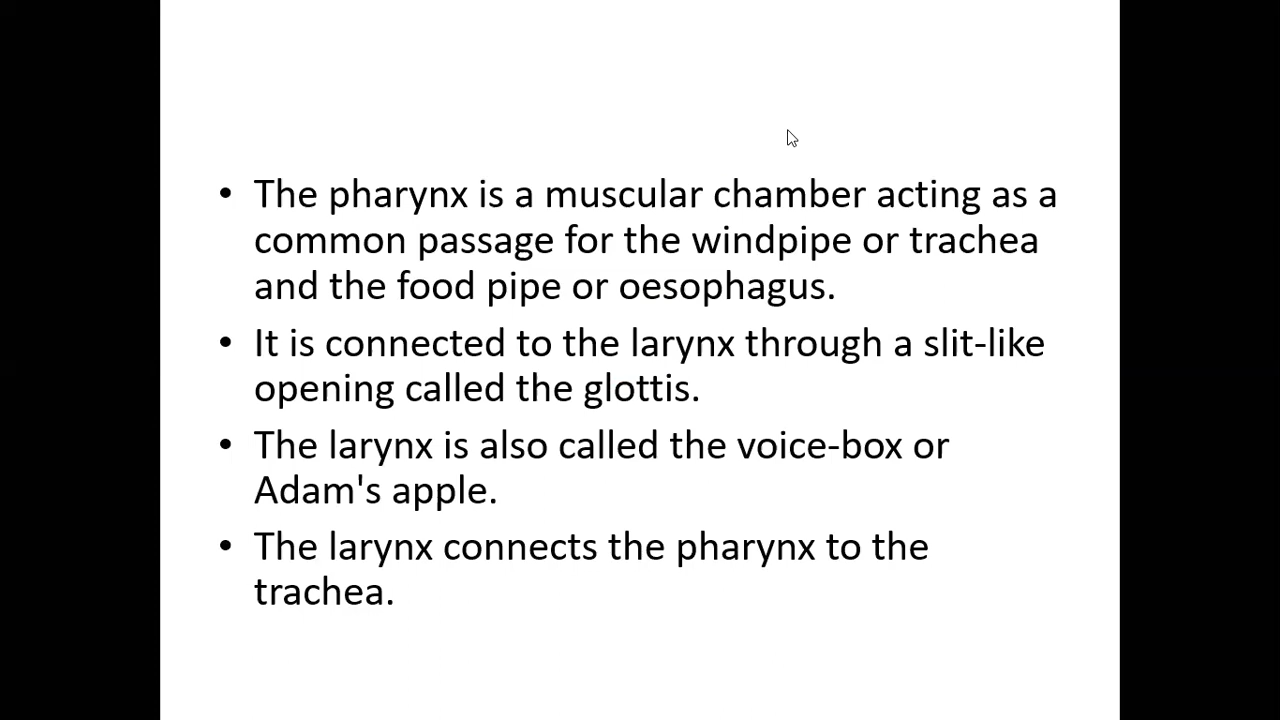 • The pharynx is a muscular chamber acting as a
common passage for the windpipe or trachea
and the food pipe or oesophagus.
• It is connected to the larynx through a slit-like
opening called the glottis.
• The larynx is also called the voice-box or
Adam's apple.
• The larynx connects the pharynx to the
trachea.